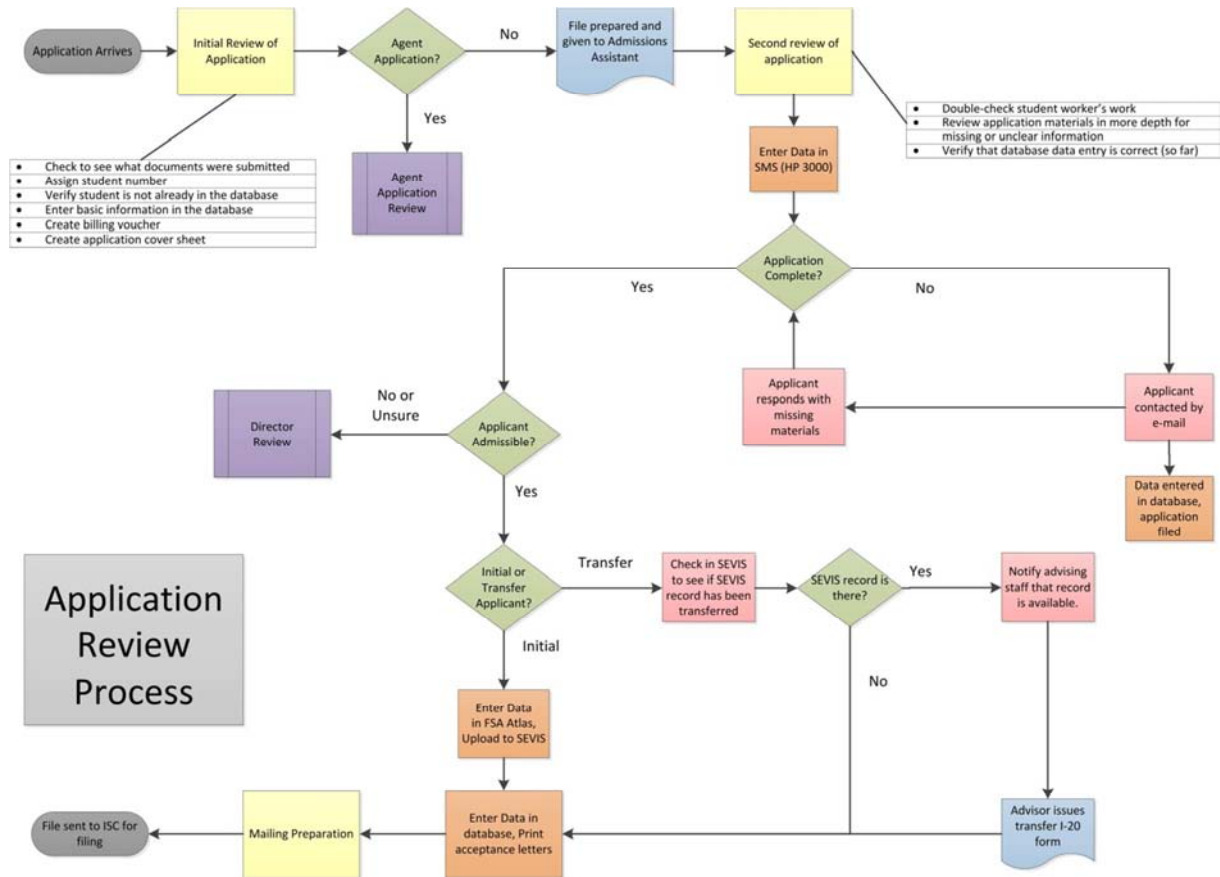 Application Arrives
Initial Review of
Application
Agent
Application?
No
File prepared and
given to Admissions
Assistant
Second review of
application
Yes
Agent
Application
Review
• Check to see what documents were submitted
• Assign student number
• Verify student is not already in the database
• Enter basic information in the database
• Create billing voucher
• Create application cover sheet
• Double-check student worker's work
• Review application materials in more depth for
missing or unclear information
• Verify that database data entry is correct (so far)
Enter Data in
SMS (HP 3000)
Application
Complete?
Yes
No
Applicant
responds with
missing
materials
Applicant
contacted by
e-mail
Data entered
in database,
application
filed
No or
Unsure
Director
Review
Applicant
Admissible?
Yes
Initial or
Transfer
Applicant?
Transfer
Check in SEVIS
to see if SEVIS
record has been
transferred
SEVIS record is
there?
Yes
Notify advising
staff that record
is available.
Initial
No
Application
Review
Process
Enter Data
in FSA Atlas,
Upload to SEVIS
File sent to ISC for
filing
Mailing Preparation
Enter Data in
database, Print
acceptance letters
Advisor issues
transfer I-20
form